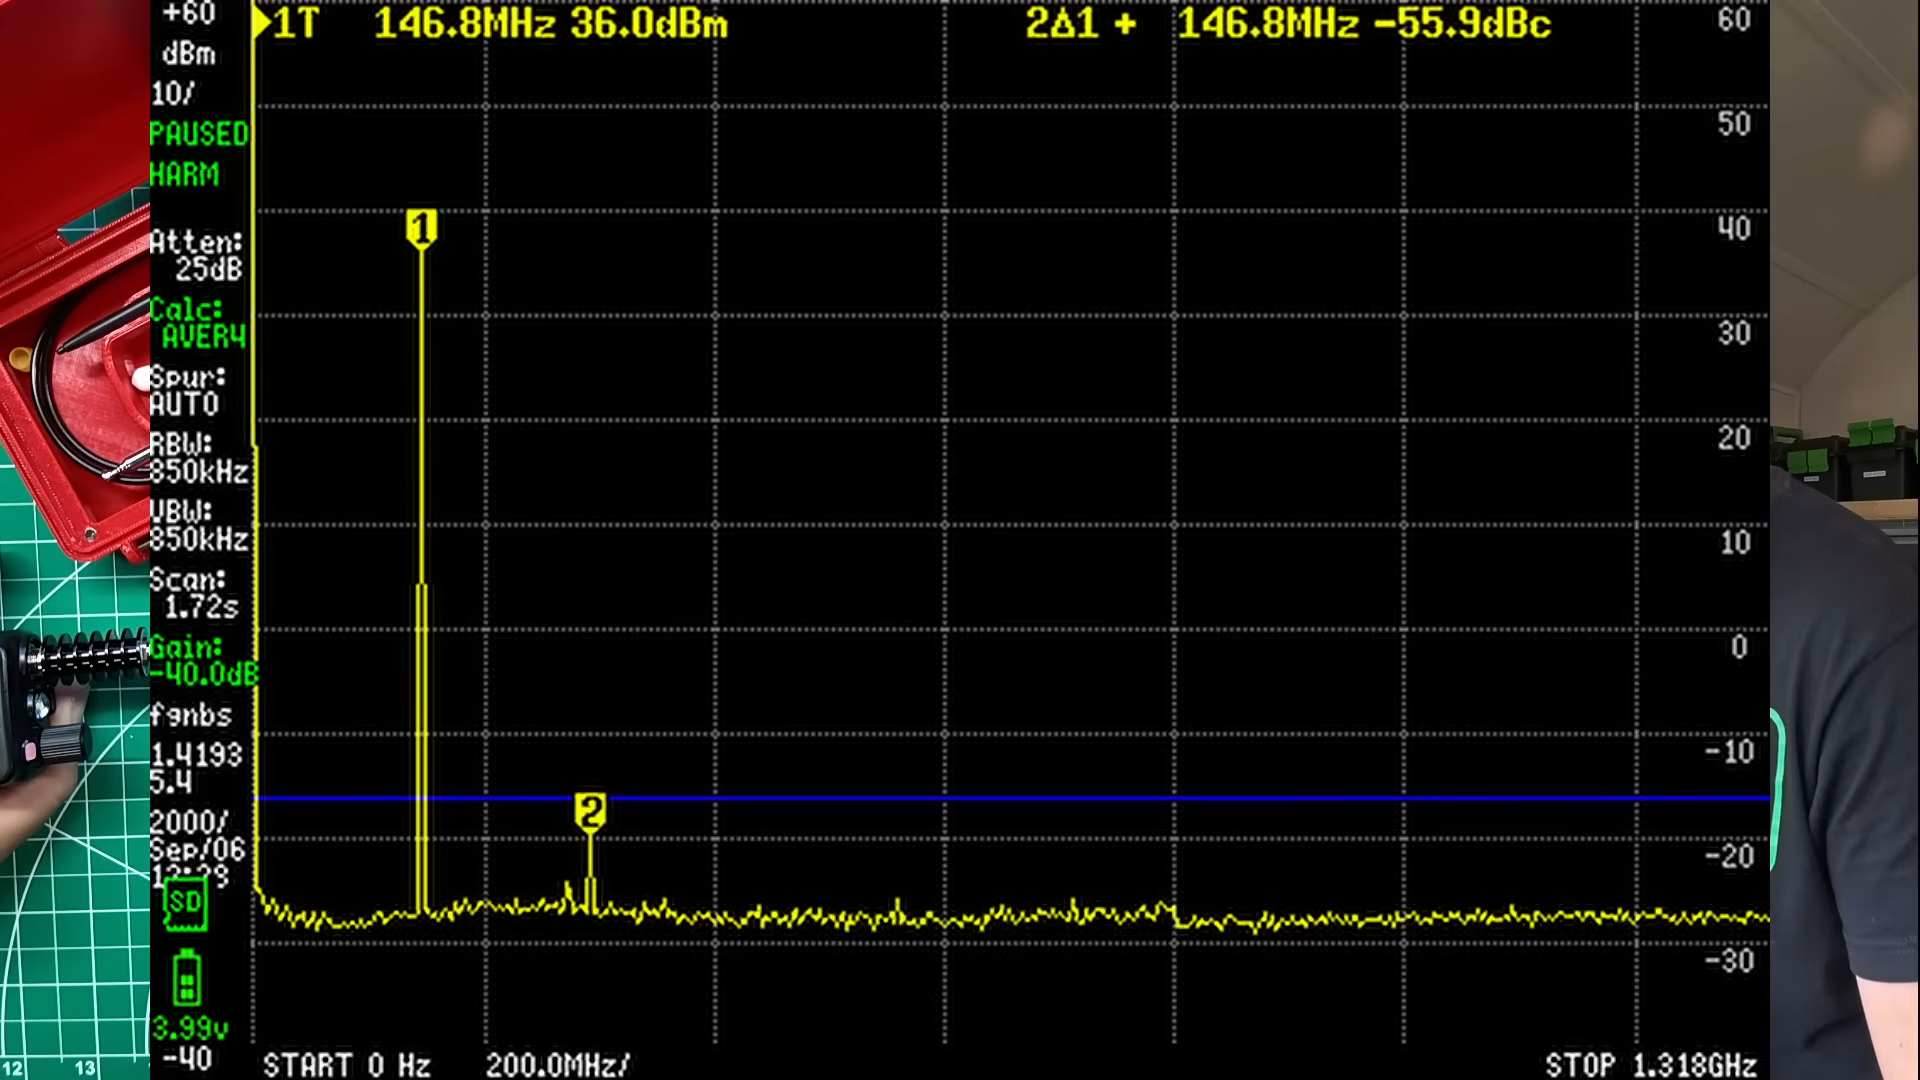 +60
dBm
10/
PAUSED
HARM
Atten:
25dB
Calc:
AVER4
Spur:
AUTO
RBW:
850kHz
VBW:
850kHz
Scan:
1.72s
Gain:
-40.0dB
fgnbs
1.4193
5.4
2000/
Sep/06
12:28
SD
3.99v
-40
1T 146.8MHz 36.0dBm
2Δ1 + 146.8MHz -55.9dBc
1
2
60
50
40
30
20
10
0
-10
-20
-30
START 0 Hz 200.0MHz/ STOP 1.318GHz
12 13